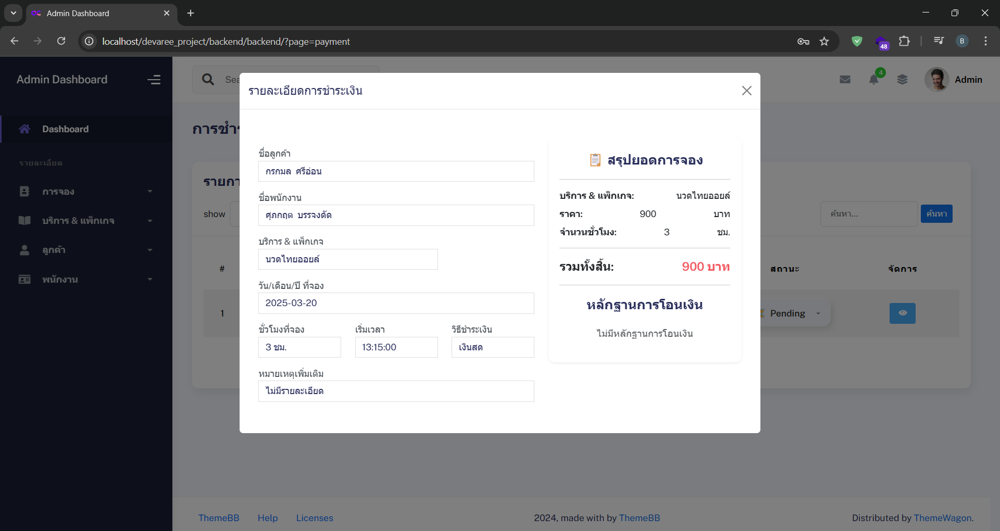 Admin Dashboard
localhost/devaree_project/backend/backend/?page=payment
48
B
Admin Dashboard
Dashboard
รายละเอียด
การจอง
บริการ & แพ็กเกจ
ลูกค้า
พนักงาน
4
Admin
show
ค้นหา...
ค้นหา
#
สถานะ
จัดการ
1
Pending
รายละเอียดการชำระเงิน
ชื่อลูกค้า
กรกมล ศรีอ่อน
ชื่อพนักงาน
ศุภกฤต บรรจงดัด
บริการ & แพ็กเกจ
นวดไทยออยล์
วัน/เดือน/ปี ที่จอง
2025-03-20
ชั่วโมงที่จอง เริ่มเวลา วิธีชำระเงิน
3 ชม. 13:15:00 เงินสด
หมายเหตุเพิ่มเติม
ไม่มีรายละเอียด
สรุปยอดการจอง
บริการ & แพ็กเกจ: นวดไทยออยล์
ราคา: 900 บาท
จำนวนชั่วโมง: 3 ชม.
รวมทั้งสิ้น: 900 บาท
หลักฐานการโอนเงิน
ไม่มีหลักฐานการโอนเงิน
ThemeBB Help Licenses
2024, made with by ThemeBB
Distributed by ThemeWagon.